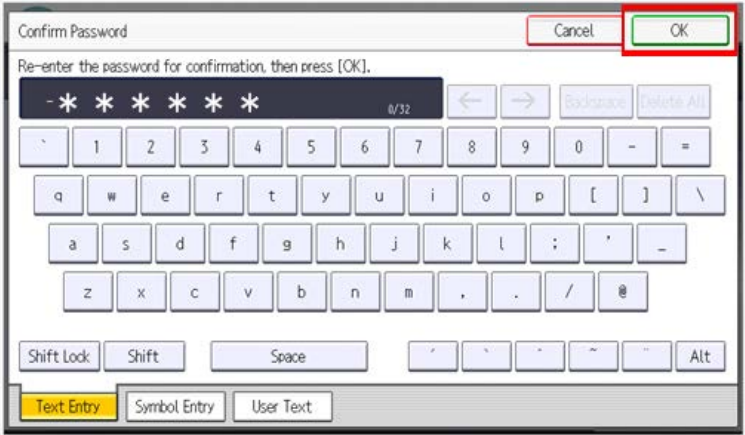 Confirm Password Cancel OK
Re-enter the password for confirmation, then press [OK].
-* * * * * * 0/32 ← → Backspace Delete All
` 1 2 3 4 5 6 7 8 9 0 - =
q w e r t y u i o p [ ] \
a s d f g h j k l ; ' _
z x c v b n m , . / @
Shift Lock Shift Space ´ ` ^ ~ ¨ Alt
Text Entry Symbol Entry User Text